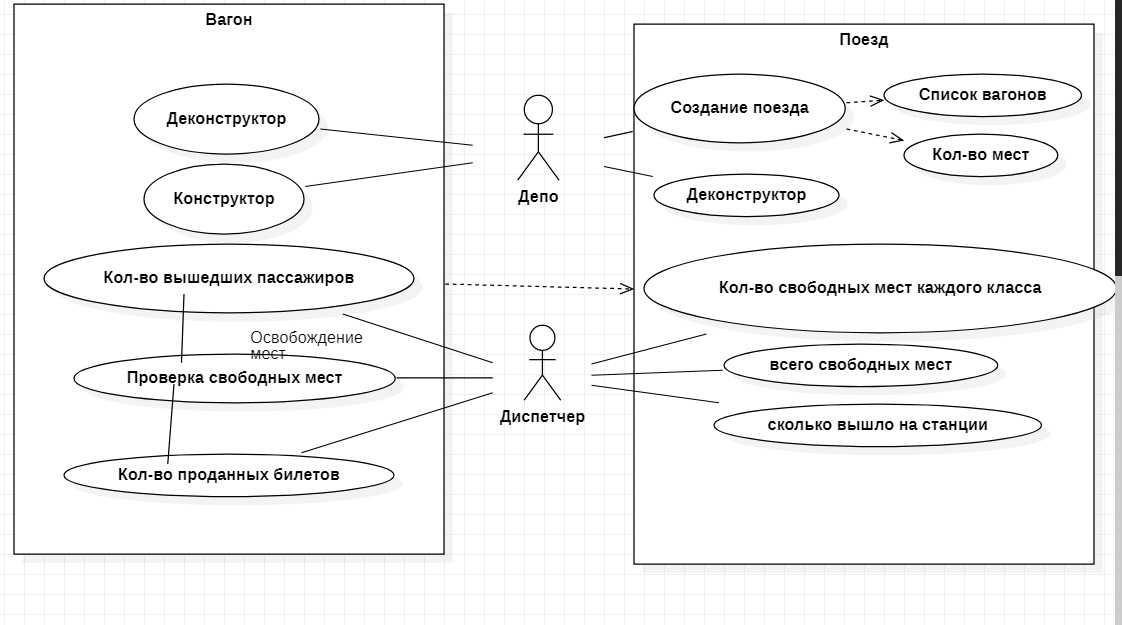 Вагон
Деконструктор
Конструктор
Кол-во вышедших пассажиров
Освобождение
мест
Проверка свободных мест
Кол-во проданных билетов
Депо
Диспетчер
Поезд
Создание поезда
Список вагонов
Кол-во мест
Деконструктор
Кол-во свободных мест каждого класса
всего свободных мест
сколько вышло на станции